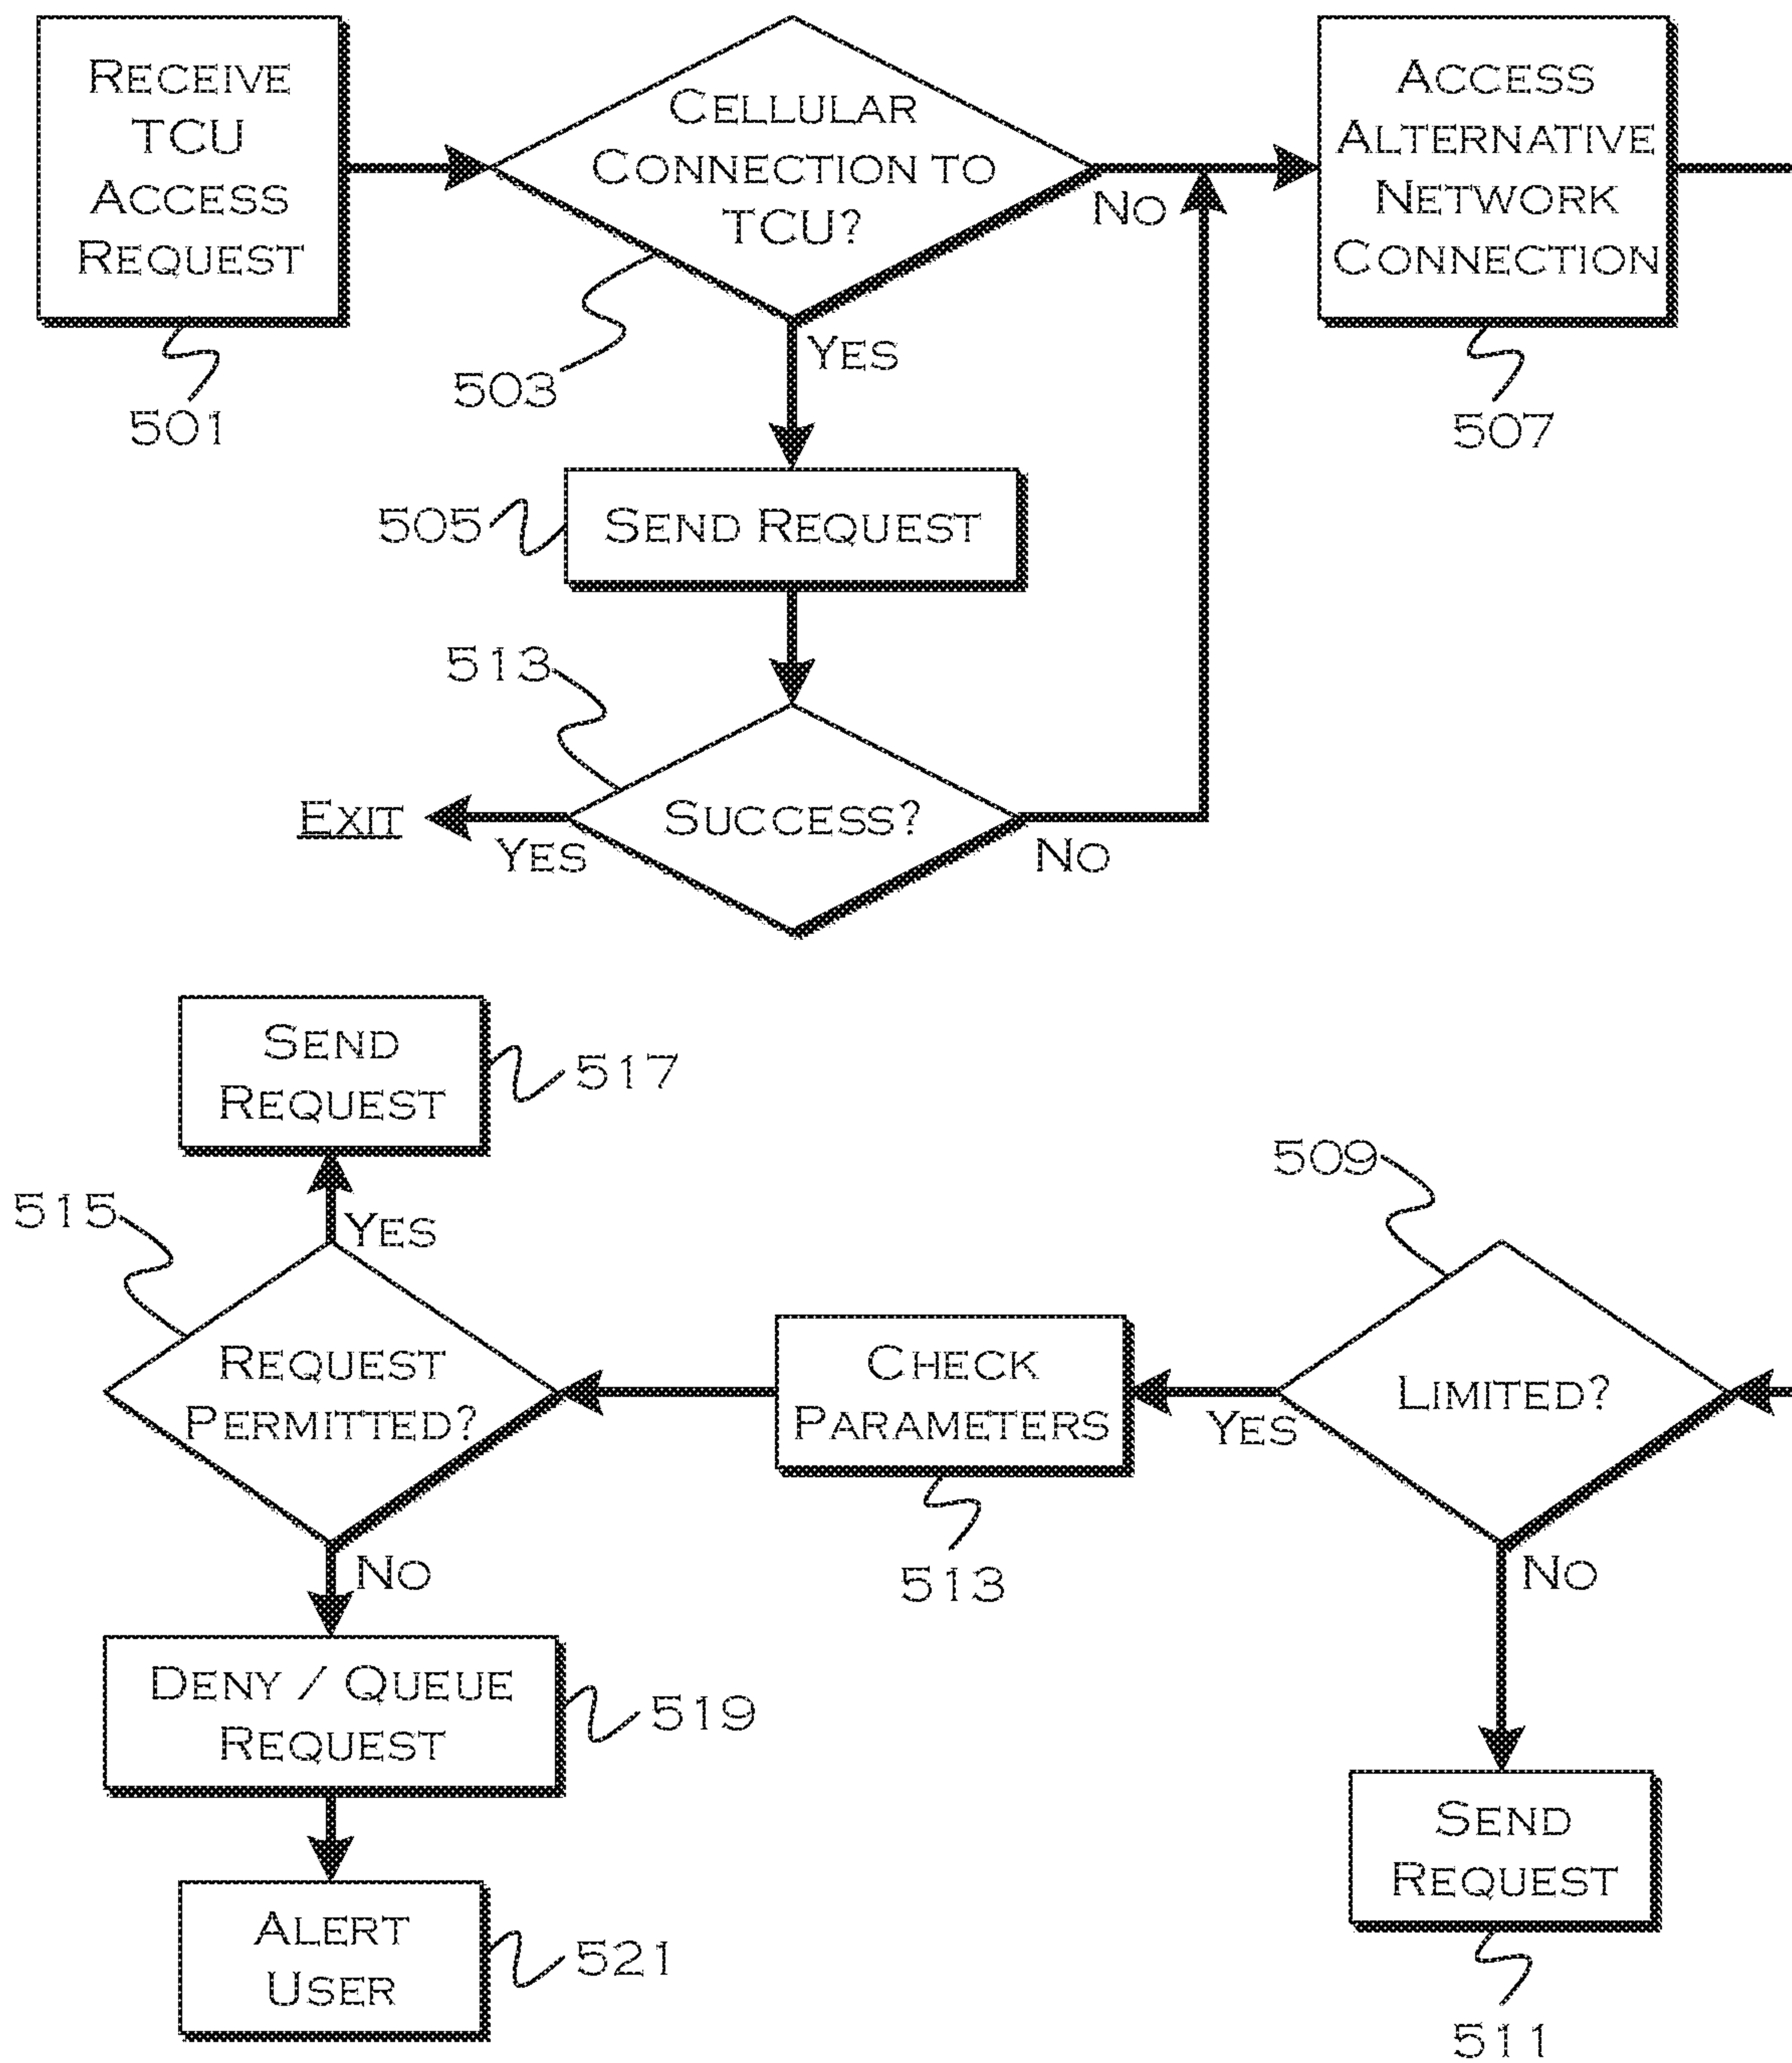 RECEIVE
TCU
ACCESS
REQUEST
501
CELLULAR
CONNECTION TO
TCU?
503
NO
YES
ACCESS
ALTERNATIVE
NETWORK
CONNECTION
507
505
SEND REQUEST
513
SUCCESS?
EXIT
YES
NO
SEND
REQUEST
517
515
YES
REQUEST
PERMITTED?
NO
CHECK
PARAMETERS
513
509
LIMITED?
YES
NO
DENY / QUEUE
REQUEST
519
ALERT
USER
521
SEND
REQUEST
511